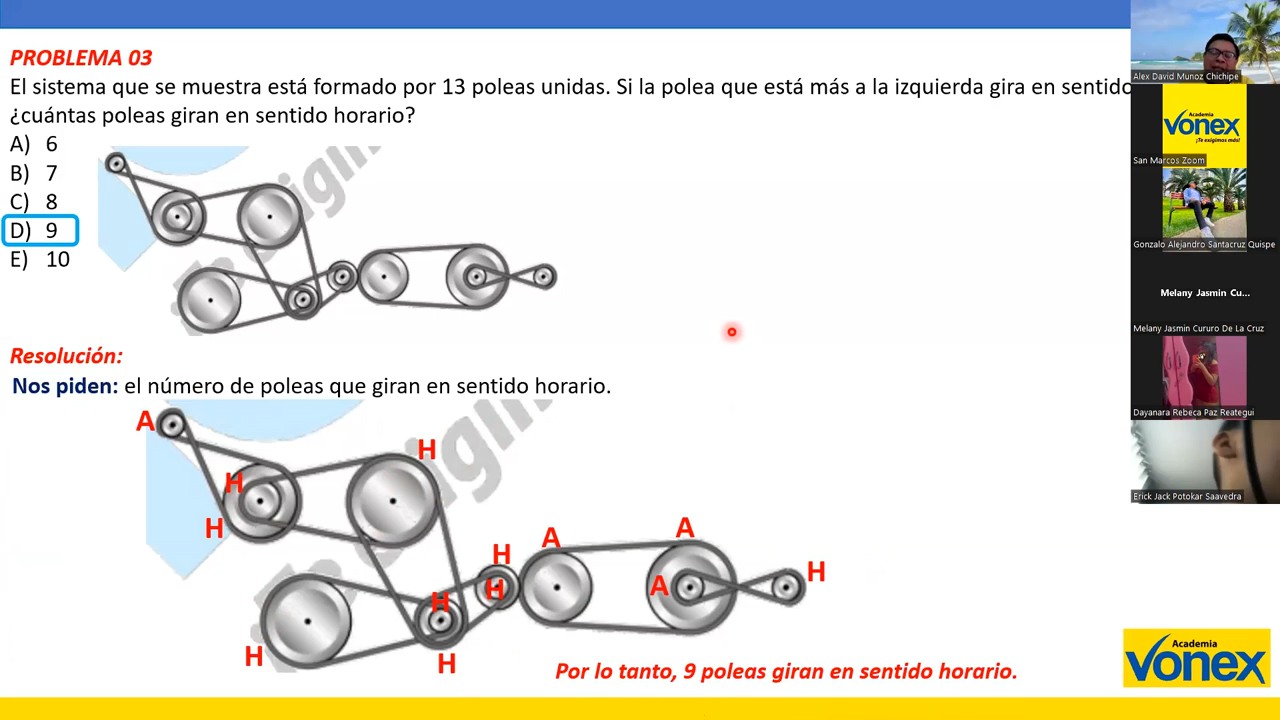 PROBLEMA 03
El sistema que se muestra está formado por 13 poleas unidas. Si la polea que está más a la izquierda gira en sentido
¿cuántas poleas giran en sentido horario?
A) 6
B) 7
C) 8
D) 9
E) 10
Resolución:
Nos piden: el número de poleas que giran en sentido horario.
A
H
H
H
H
H
H
H
H
A
A
A
H
Por lo tanto, 9 poleas giran en sentido horario.
Academia
vonex
Alex David Munoz Chichipe
Academia
vonex
¡Te exigimos más!
San Marcos Zoom
Gonzalo Alejandro Santacruz Quispe
Melany Jasmin Cu...
Melany Jasmin Cururo De La Cruz
Dayanara Rebeca Paz Reategui
Erick Jack Potokar Saavedra